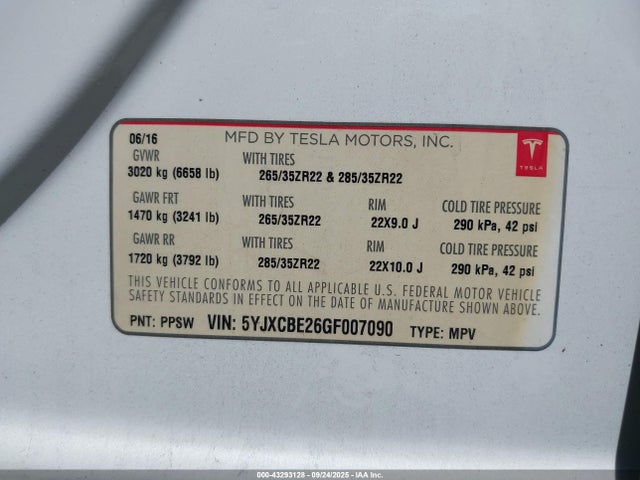 06/16 MFD BY TESLA MOTORS, INC.
GVWR WITH TIRES
3020 kg (6658 lb) 265/35ZR22 & 285/35ZR22
TESLA
GAWR FRT WITH TIRES RIM COLD TIRE PRESSURE
1470 kg (3241 lb) 265/35ZR22 22X9.0 J 290 kPa, 42 psi
GAWR RR WITH TIRES RIM COLD TIRE PRESSURE
1720 kg (3792 lb) 285/35ZR22 22X10.0 J 290 kPa, 42 psi
THIS VEHICLE CONFORMS TO ALL APPLICABLE U.S. FEDERAL MOTOR VEHICLE
SAFETY STANDARDS IN EFFECT ON THE DATE OF MANUFACTURE SHOWN ABOVE.
PNT: PPSW VIN: 5YJXCBE26GF007090 TYPE: MPV
000-43293128 - 09/24/2025 - IAA Inc.